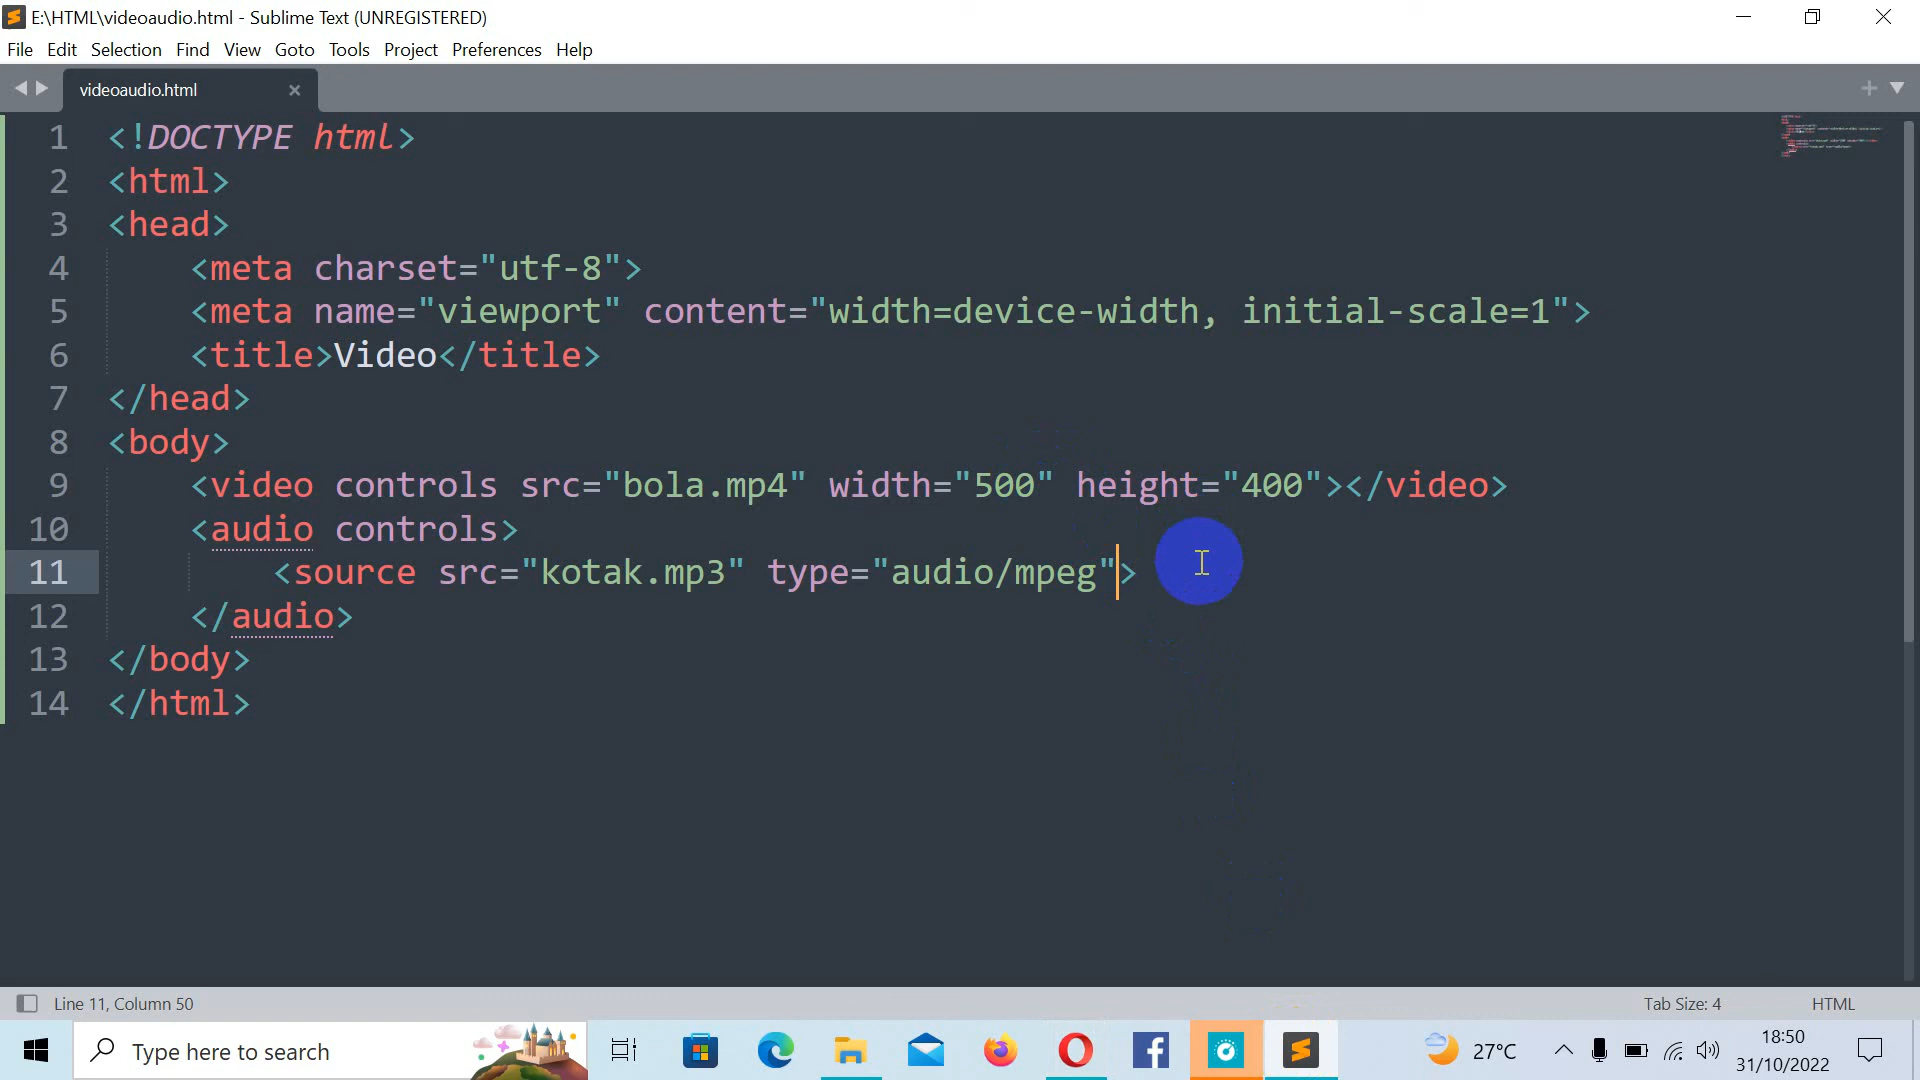 E:\HTML\videoaudio.html - Sublime Text (UNREGISTERED)
File Edit Selection Find View Goto Tools Project Preferences Help
videoaudio.html
1 <!DOCTYPE html>
2 <html>
3 <head>
4 <meta charset="utf-8">
5 <meta name="viewport" content="width=device-width, initial-scale=1">
6 <title>Video</title>
7 </head>
8 <body>
9 <video controls src="bola.mp4" width="500" height="400"></video>
10 <audio controls>
11 <source src="kotak.mp3" type="audio/mpeg">
12 </audio>
13 </body>
14 </html>
Line 11, Column 50 Tab Size: 4 HTML
Type here to search 27°C 18:50
31/10/2022